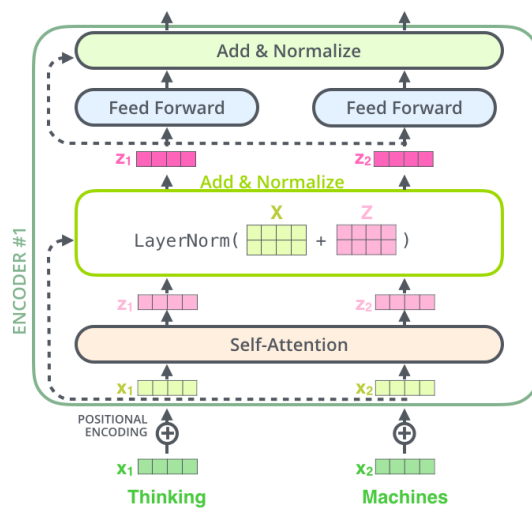 Add & Normalize
Feed Forward Feed Forward
z1 z2
Add & Normalize
X Z
LayerNorm( + )
ENCODER #1
z1 z2
Self-Attention
x1 x2
POSITIONAL
ENCODING
x1 x2
Thinking Machines